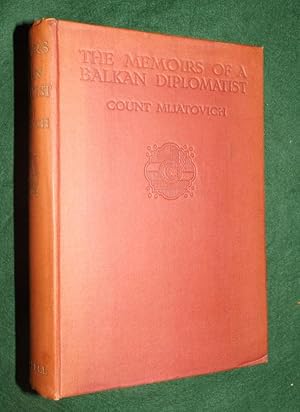 THE MEMOIRS OF A
BALKAN DIPLOMATIST
COUNT MIJATOVICH